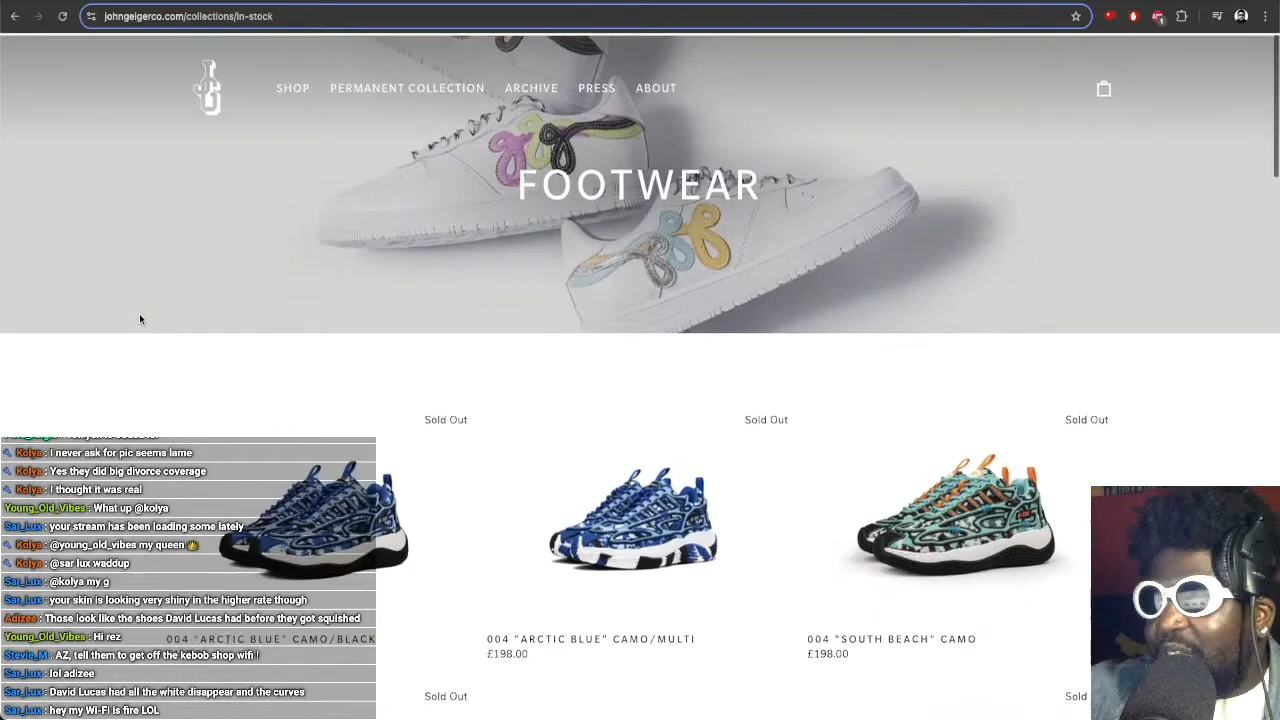 johngeigerco.com/collections/in-stock
SHOP PERMANENT COLLECTION ARCHIVE PRESS ABOUT
FOOTWEAR
Sold Out Sold Out Sold Out
Kolya : I never ask for pic seems lame
Kolya : Yes they did big divorce coverage
Kolya : I thought it was real
Young_Old_Vibes : What up @kolya
Sar_Lux : your stream has been loading some lately
Kolya : @young_old_vibes my queen
Kolya : @sar lux waddup
Sar_Lux : @kolya my g
Sar_Lux : your skin is looking very shiny in the higher rate though
Adizee : Those look like the shoes David Lucas had before they got squished
Young_Old_Vibes : Hi rez
Stevie_M : AZ, tell them to get off the kebob shop wifi !
Sar_Lux : lol adizee
Sar_Lux : David Lucas had all the white disappear and the curves
Sar_Lux : hey my Wi-Fi is fire LOL
004 "ARCTIC BLUE" CAMO/BLACK
004 "ARCTIC BLUE" CAMO/MULTI
£198.00
004 "SOUTH BEACH" CAMO
£198.00
Sold Out
Sold